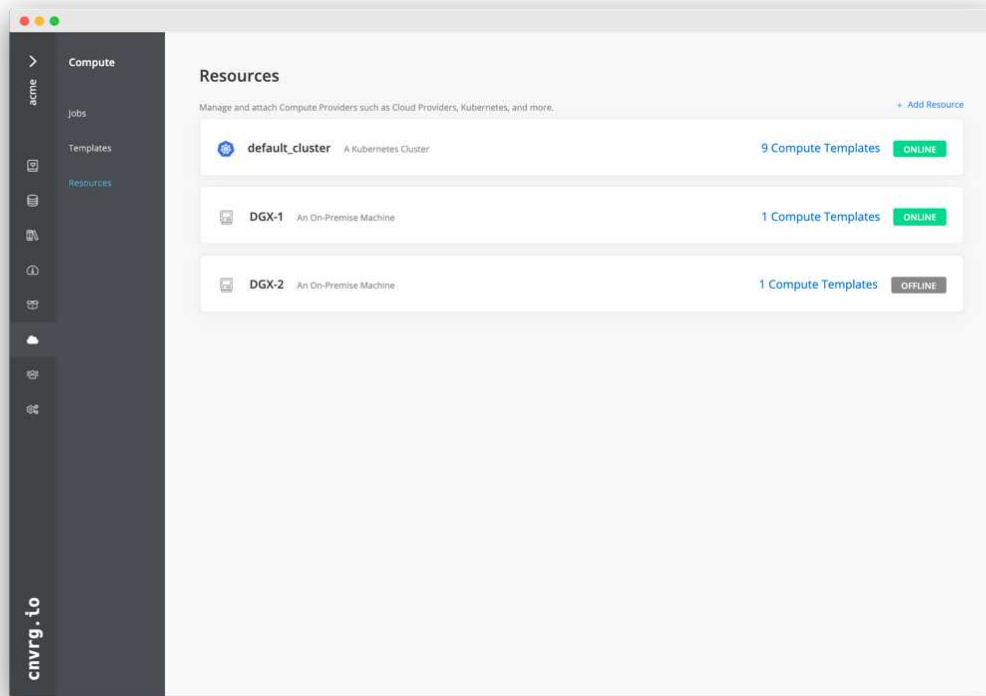 acme
cnvrg.io
Compute
Jobs
Templates
Resources
Resources
Manage and attach Compute Providers such as Cloud Providers, Kubernetes, and more.
+ Add Resource
default_cluster A Kubernetes Cluster 9 Compute Templates ONLINE
DGX-1 An On-Premise Machine 1 Compute Templates ONLINE
DGX-2 An On-Premise Machine 1 Compute Templates OFFLINE